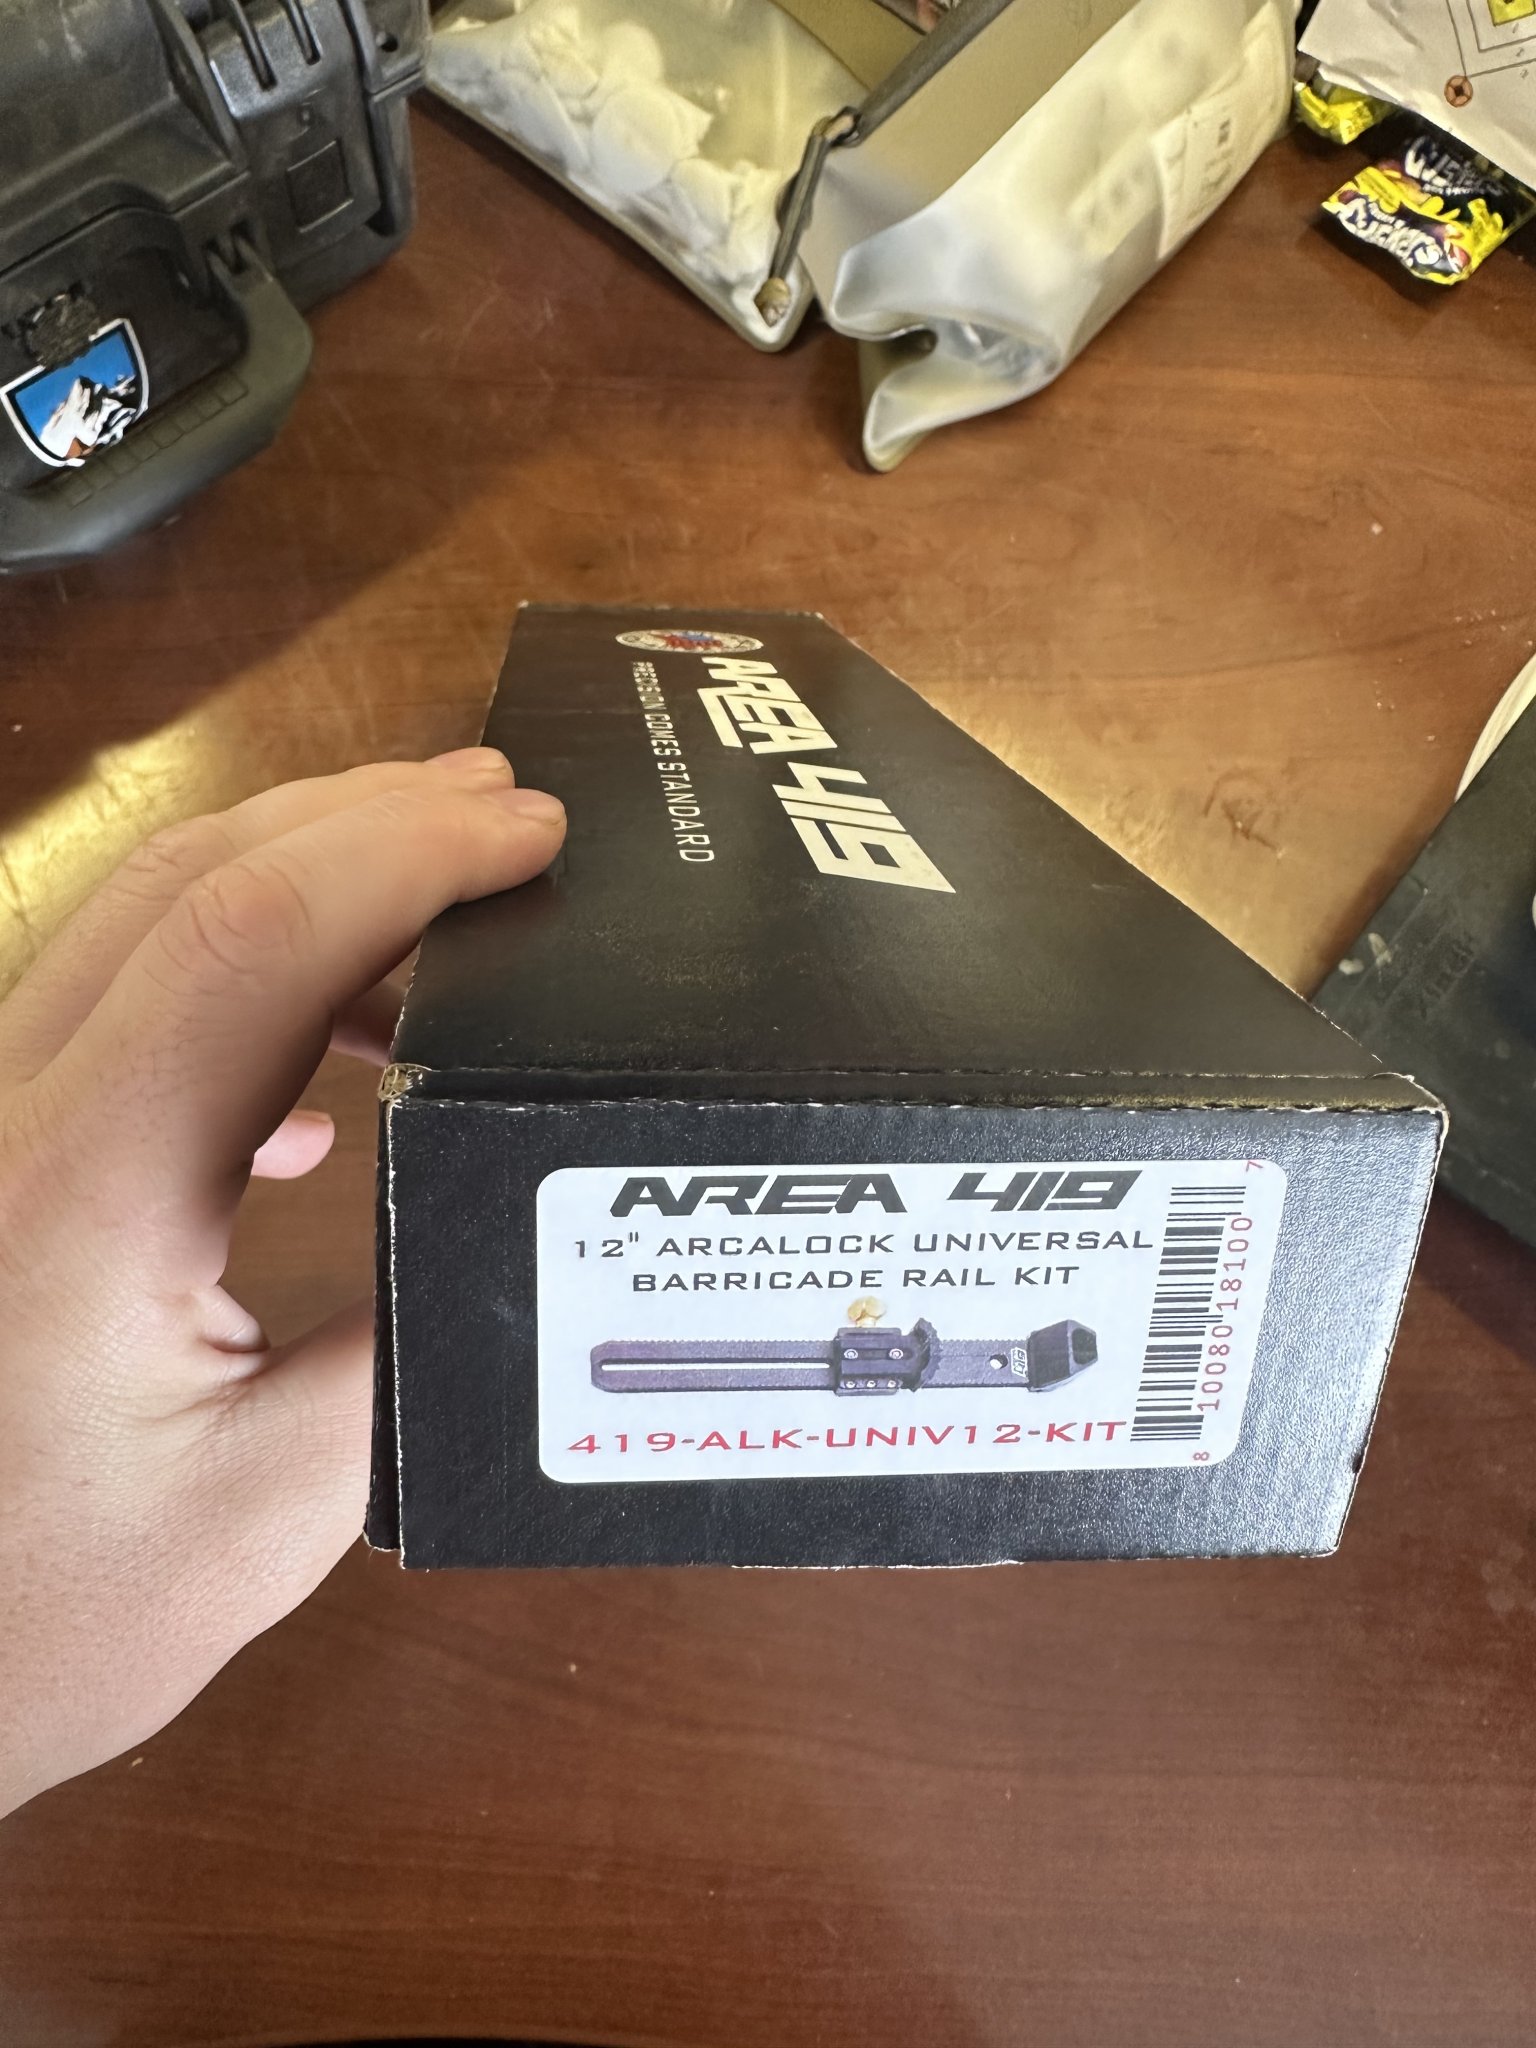 AREA 419
PRECISION COMES STANDARD
AREA 419
12" ARCALOCK UNIVERSAL
BARRICADE RAIL KIT
419
419-ALK-UNIV12-KIT
8 10080 18100 7